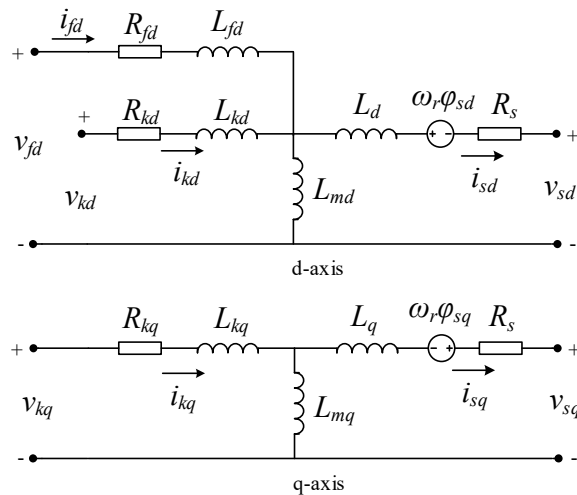 i_fd R_fd L_fd
+
R_kd L_kd L_d ω_rφ_sd R_s
+ + - +
v_fd i_kd i_sd
v_kd L_md v_sd
- -
d-axis
R_kq L_kq L_q ω_rφ_sq R_s
+ - + +
v_kq i_kq L_mq i_sq v_sq
- -
q-axis